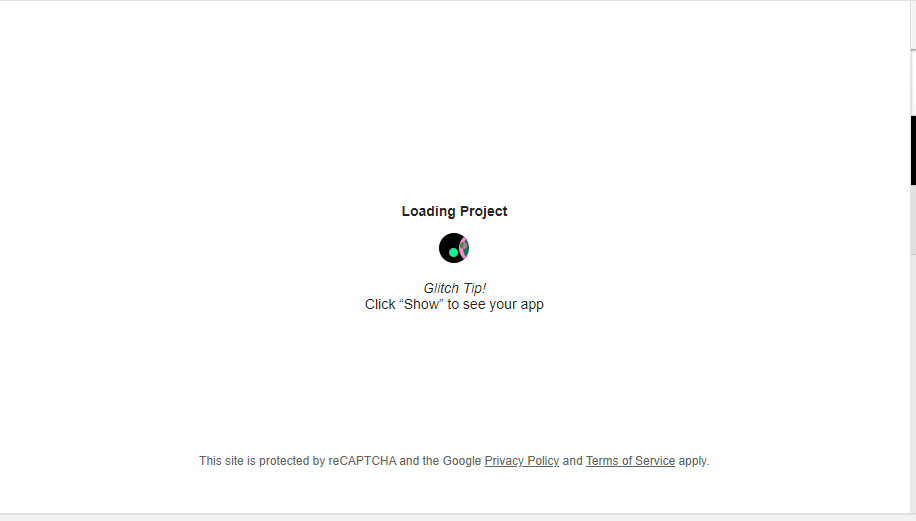 Loading Project
Glitch Tip!
Click “Show” to see your app
This site is protected by reCAPTCHA and the Google Privacy Policy and Terms of Service apply.